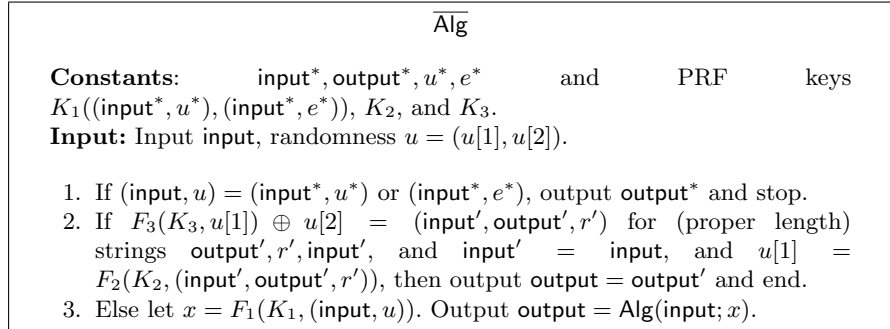 $\overline{\mathsf{Alg}}$
Constants: input*, output*, u*, e* and PRF keys
K₁((input*, u*), (input*, e*)), K₂, and K₃.
Input: Input input, randomness u = (u[1], u[2]).
1. If (input, u) = (input*, u*) or (input*, e*), output output* and stop.
2. If F₃(K₃, u[1]) ⊕ u[2] = (input′, output′, r′) for (proper length)
strings output′, r′, input′, and input′ = input, and u[1] =
F₂(K₂, (input′, output′, r′)), then output output = output′ and end.
3. Else let x = F₁(K₁, (input, u)). Output output = Alg(input; x).